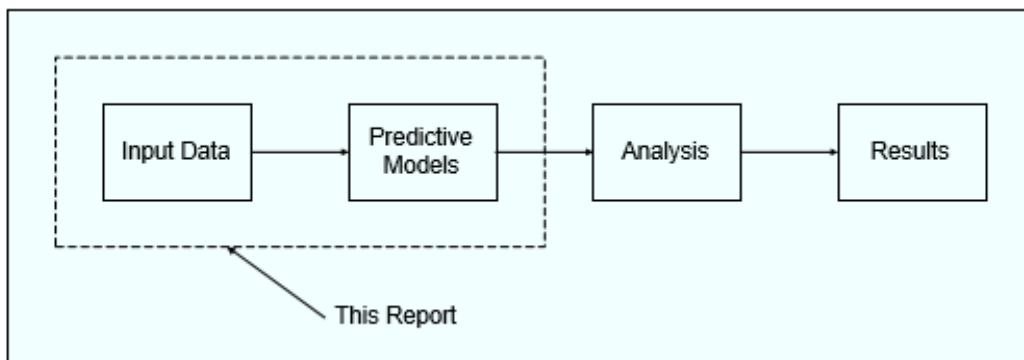 Input Data
Predictive
Models
Analysis
Results
This Report